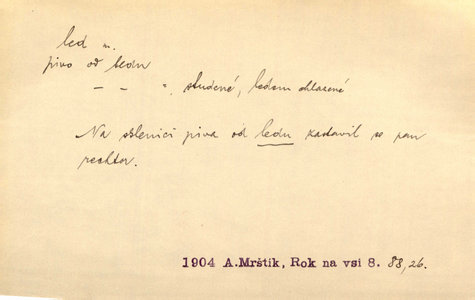 led m.
pivo od ledu
— — ", studené, ledem chlazené
Na sklenici piva od ledu zastavil se pan
rechtor.
1904 A.Mrštík, Rok na vsi 8. 88,26.